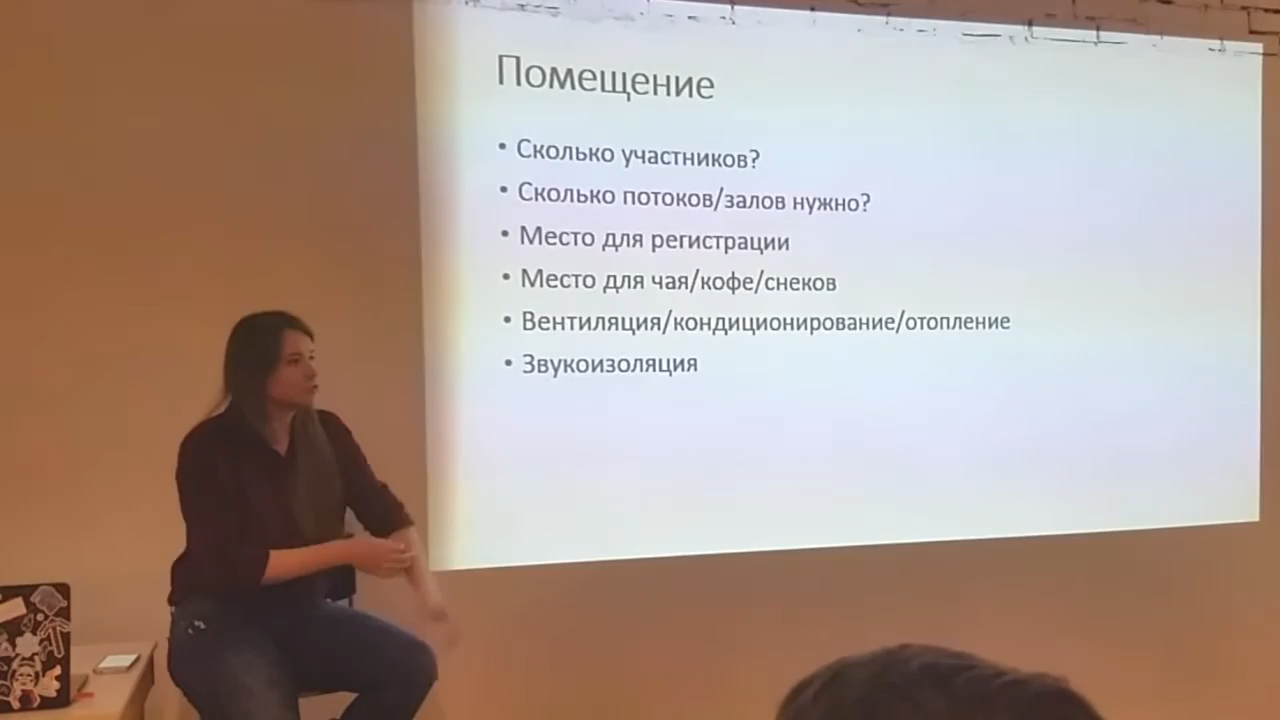 Помещение
• Сколько участников?
• Сколько потоков/залов нужно?
• Место для регистрации
• Место для чая/кофе/снеков
• Вентиляция/кондиционирование/отопление
• Звукоизоляция